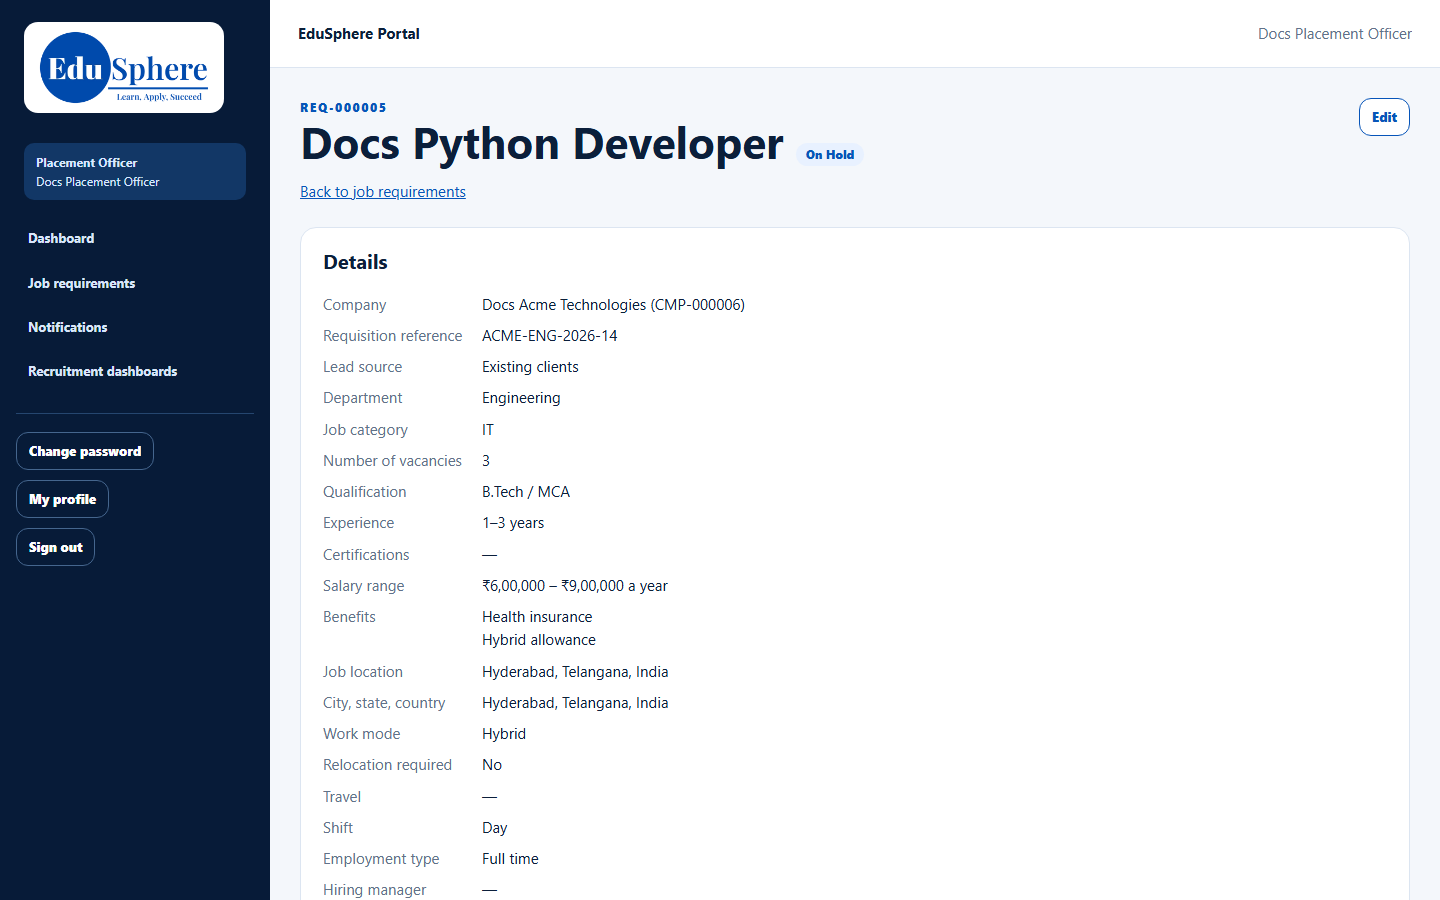 EduSphere
Learn. Apply, Succeed
Placement Officer
Docs Placement Officer
Dashboard
Job requirements
Notifications
Recruitment dashboards
Change password
My profile
Sign out
EduSphere Portal
Docs Placement Officer
REQ-000005
Docs Python Developer On Hold
Edit
Back to job requirements
Details
Company Docs Acme Technologies (CMP-000006)
Requisition reference ACME-ENG-2026-14
Lead source Existing clients
Department Engineering
Job category IT
Number of vacancies 3
Qualification B.Tech / MCA
Experience 1–3 years
Certifications —
Salary range ₹6,00,000 – ₹9,00,000 a year
Benefits Health insurance
Hybrid allowance
Job location Hyderabad, Telangana, India
City, state, country Hyderabad, Telangana, India
Work mode Hybrid
Relocation required No
Travel —
Shift Day
Employment type Full time
Hiring manager —